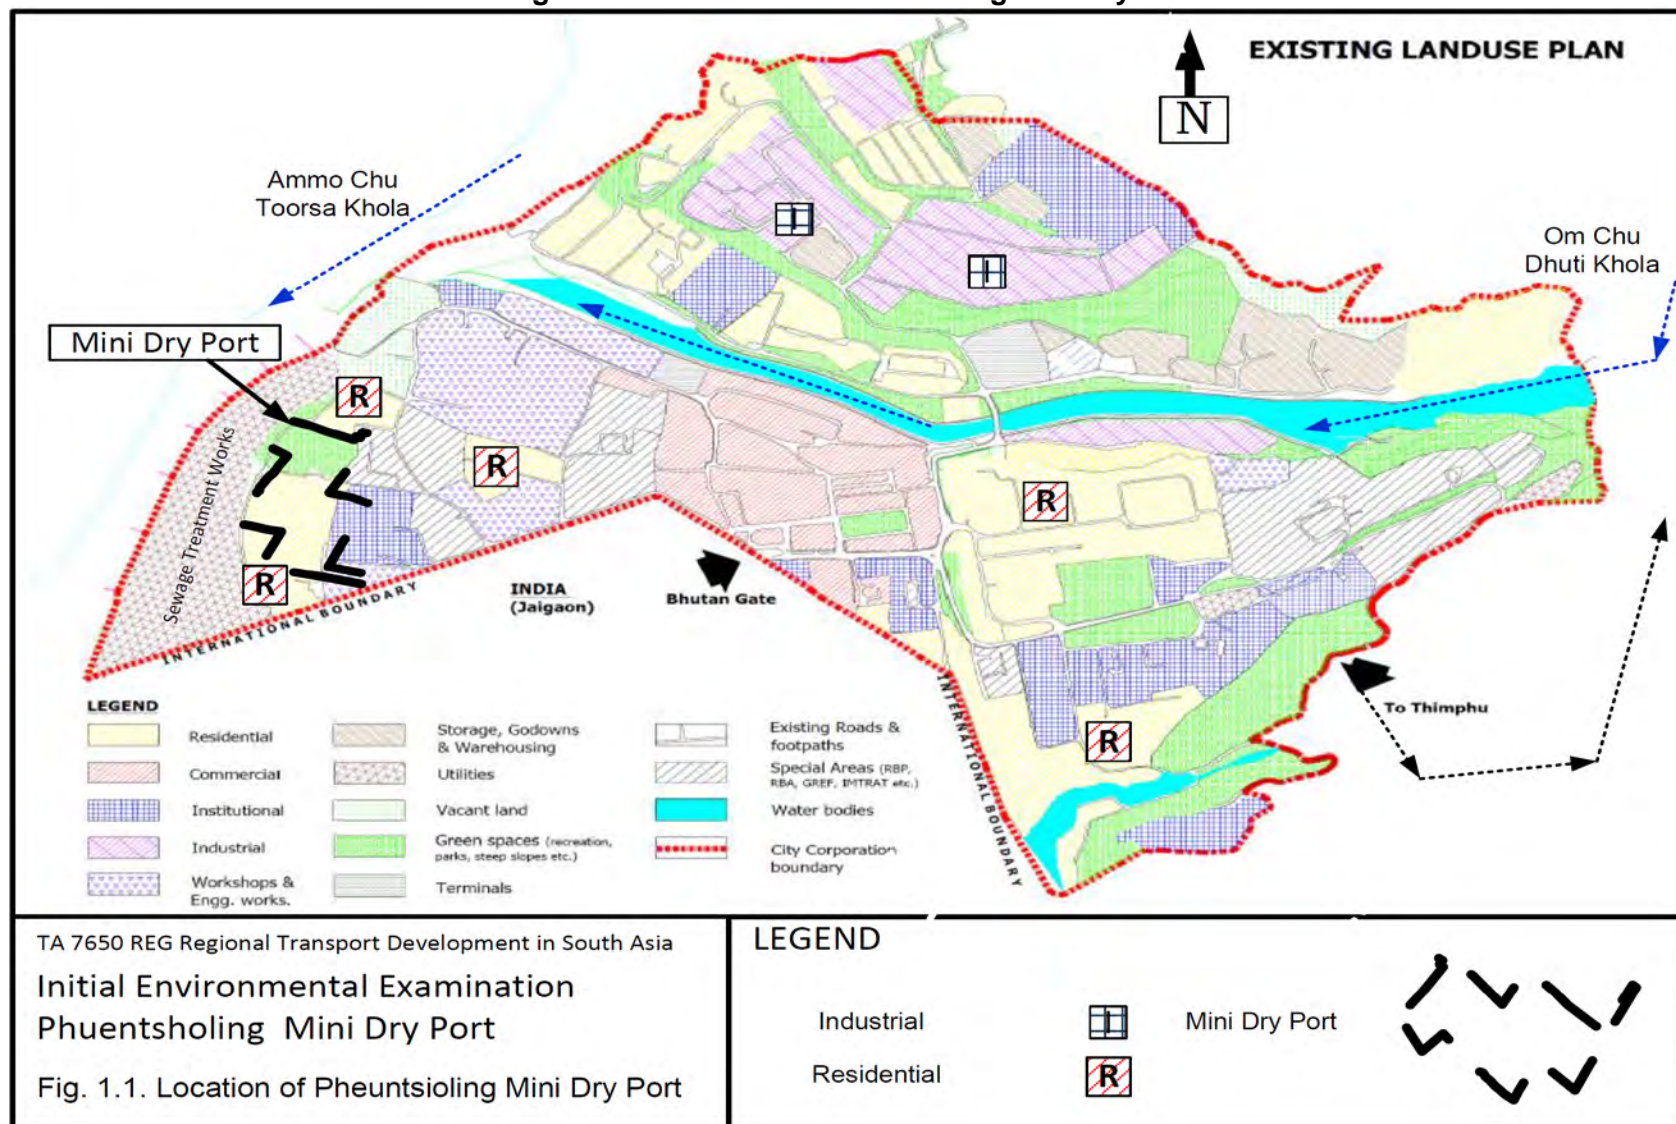 EXISTING LANDUSE PLAN
N
Ammo Chu
Toorsa Khola
Om Chu
Dhuti Khola
Mini Dry Port
I
I
R
R
R
R
R
Sewage Treatment Works
INTERNATIONAL BOUNDARY
INDIA
(Jaigaon)
Bhutan Gate
INTERNATIONAL BOUNDARY
To Thimphu
LEGEND
Residential
Commercial
Institutional
Industrial
Workshops &
Engg. works.
Storage, Godowns
& Warehousing
Utilities
Vacant land
Green spaces (recreation,
parks, steep slopes etc.)
Terminals
Existing Roads &
footpaths
Special Areas (RBP,
RBA, GREF, IMTRAT etc.)
Water bodies
City Corporation
boundary
TA 7650 REG Regional Transport Development in South Asia
Initial Environmental Examination
Phuentsholing Mini Dry Port
Fig. 1.1. Location of Pheuntsioling Mini Dry Port
LEGEND
Industrial
I
Mini Dry Port
Residential
R